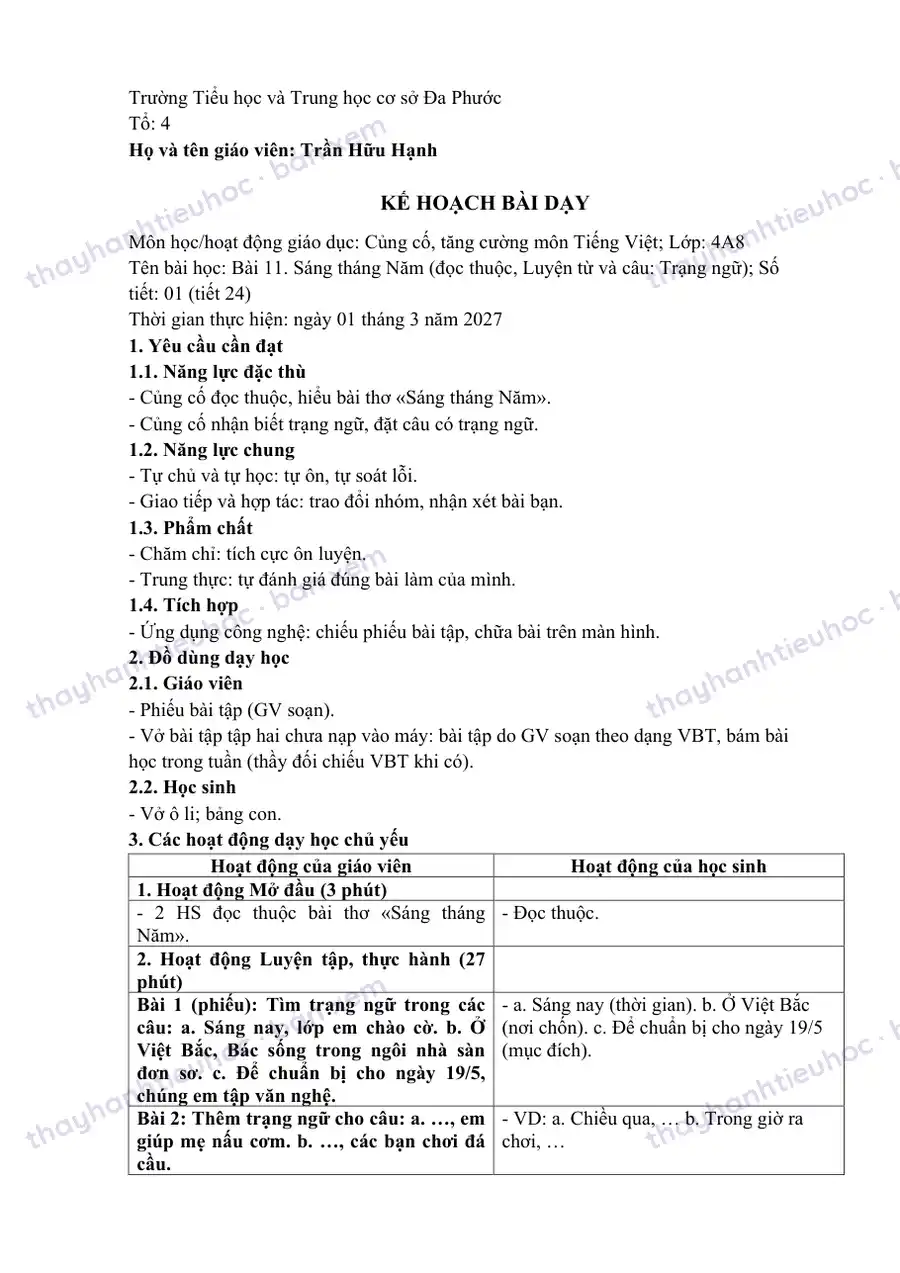 Trường Tiểu học và Trung học cơ sở Đa Phước
Tổ: 4
Họ và tên giáo viên: Trần Hữu Hạnh
KẾ HOẠCH BÀI DẠY
Môn học/hoạt động giáo dục: Củng cố, tăng cường môn Tiếng Việt; Lớp: 4A8
Tên bài học: Bài 11. Sáng tháng Năm (đọc thuộc, Luyện từ và câu: Trạng ngữ); Số
tiết: 01 (tiết 24)
Thời gian thực hiện: ngày 01 tháng 3 năm 2027
1. Yêu cầu cần đạt
1.1. Năng lực đặc thù
- Củng cố đọc thuộc, hiểu bài thơ «Sáng tháng Năm».
- Củng cố nhận biết trạng ngữ, đặt câu có trạng ngữ.
1.2. Năng lực chung
- Tự chủ và tự học: tự ôn, tự soát lỗi.
- Giao tiếp và hợp tác: trao đổi nhóm, nhận xét bài bạn.
1.3. Phẩm chất
- Chăm chỉ: tích cực ôn luyện.
- Trung thực: tự đánh giá đúng bài làm của mình.
1.4. Tích hợp
- Ứng dụng công nghệ: chiếu phiếu bài tập, chữa bài trên màn hình.
2. Đồ dùng dạy học
2.1. Giáo viên
- Phiếu bài tập (GV soạn).
- Vở bài tập tập hai chưa nạp vào máy: bài tập do GV soạn theo dạng VBT, bám bài
học trong tuần (thầy đối chiếu VBT khi có).
2.2. Học sinh
- Vở ô li; bảng con.
3. Các hoạt động dạy học chủ yếu
Hoạt động của giáo viên
Hoạt động của học sinh
1. Hoạt động Mở đầu (3 phút)
- 2 HS đọc thuộc bài thơ «Sáng tháng
Năm».
- Đọc thuộc.
2. Hoạt động Luyện tập, thực hành (27
phút)
Bài 1 (phiếu): Tìm trạng ngữ trong các
câu: a. Sáng nay, lớp em chào cờ. b. Ở
Việt Bắc, Bác sống trong ngôi nhà sàn
đơn sơ. c. Để chuẩn bị cho ngày 19/5,
chúng em tập văn nghệ.
- a. Sáng nay (thời gian). b. Ở Việt Bắc
(nơi chốn). c. Để chuẩn bị cho ngày 19/5
(mục đích).
Bài 2: Thêm trạng ngữ cho câu: a. …, em
giúp mẹ nấu cơm. b. …, các bạn chơi đá
cầu.
- VD: a. Chiều qua, … b. Trong giờ ra
chơi, …
thayhanhtieuhoc · bản xem
thayhanhtieuhoc · b
thayhanhtieuhoc · bản xem
thayhanhtieuhoc · b
thayhanhtieuhoc · bản xem
thayhanhtieuhoc · b